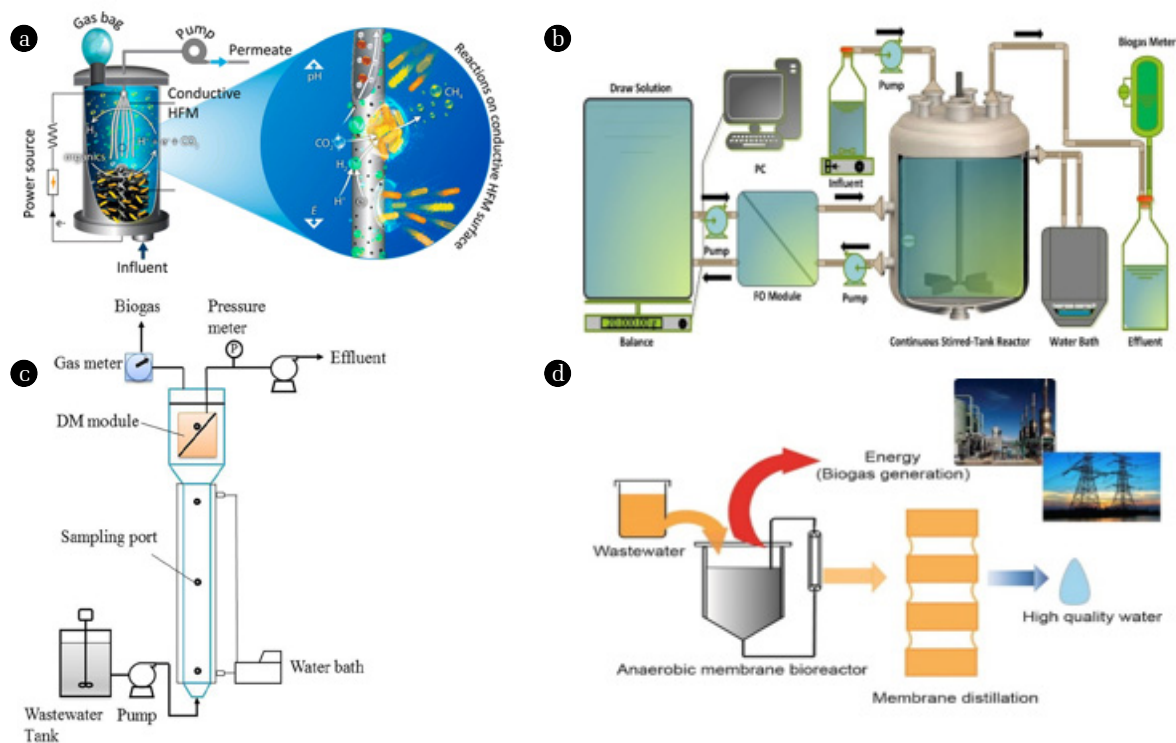 a
Gas bag
Pump
Permeate
Conductive
HFM
H₂
organics
Power source
e⁻
Influent
pH
CH₄
CO₂
H₂
H⁺
E
Reactions on conductive HFM surface
b
Draw Solution
PC
Pump
Influent
Biogas Meter
Pump
FO Module
Pump
Balance
Continuous Stirred-Tank Reactor
Water Bath
Effluent
c
Biogas
Pressure
meter
P
Gas meter
Effluent
DM module
Sampling port
Water bath
Wastewater
Tank
Pump
d
Energy
(Biogas generation)
Wastewater
High quality water
Anaerobic membrane bioreactor
Membrane distillation